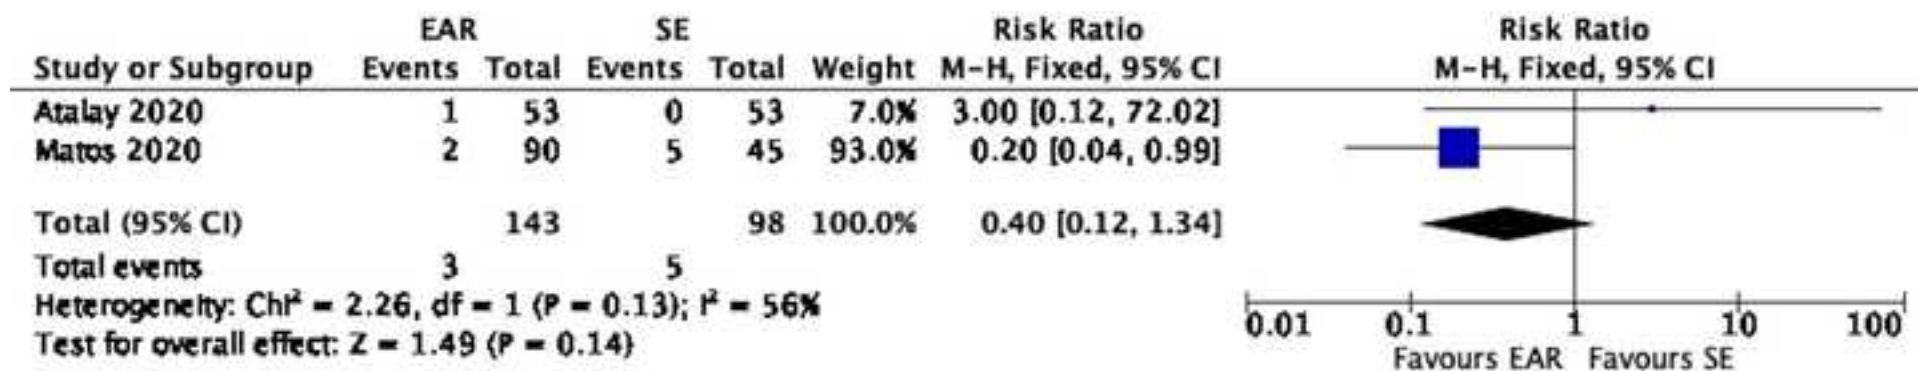 EAR SE Risk Ratio Risk Ratio
Study or Subgroup Events Total Events Total Weight M-H, Fixed, 95% CI M-H, Fixed, 95% CI
Atalay 2020 1 53 0 53 7.0% 3.00 [0.12, 72.02]
Matos 2020 2 90 5 45 93.0% 0.20 [0.04, 0.99]
Total (95% CI) 143 98 100.0% 0.40 [0.12, 1.34]
Total events 3 5
Heterogeneity: Chi² = 2.26, df = 1 (P = 0.13); I² = 56%
Test for overall effect: Z = 1.49 (P = 0.14)
0.01 0.1 1 10 100
Favours EAR Favours SE